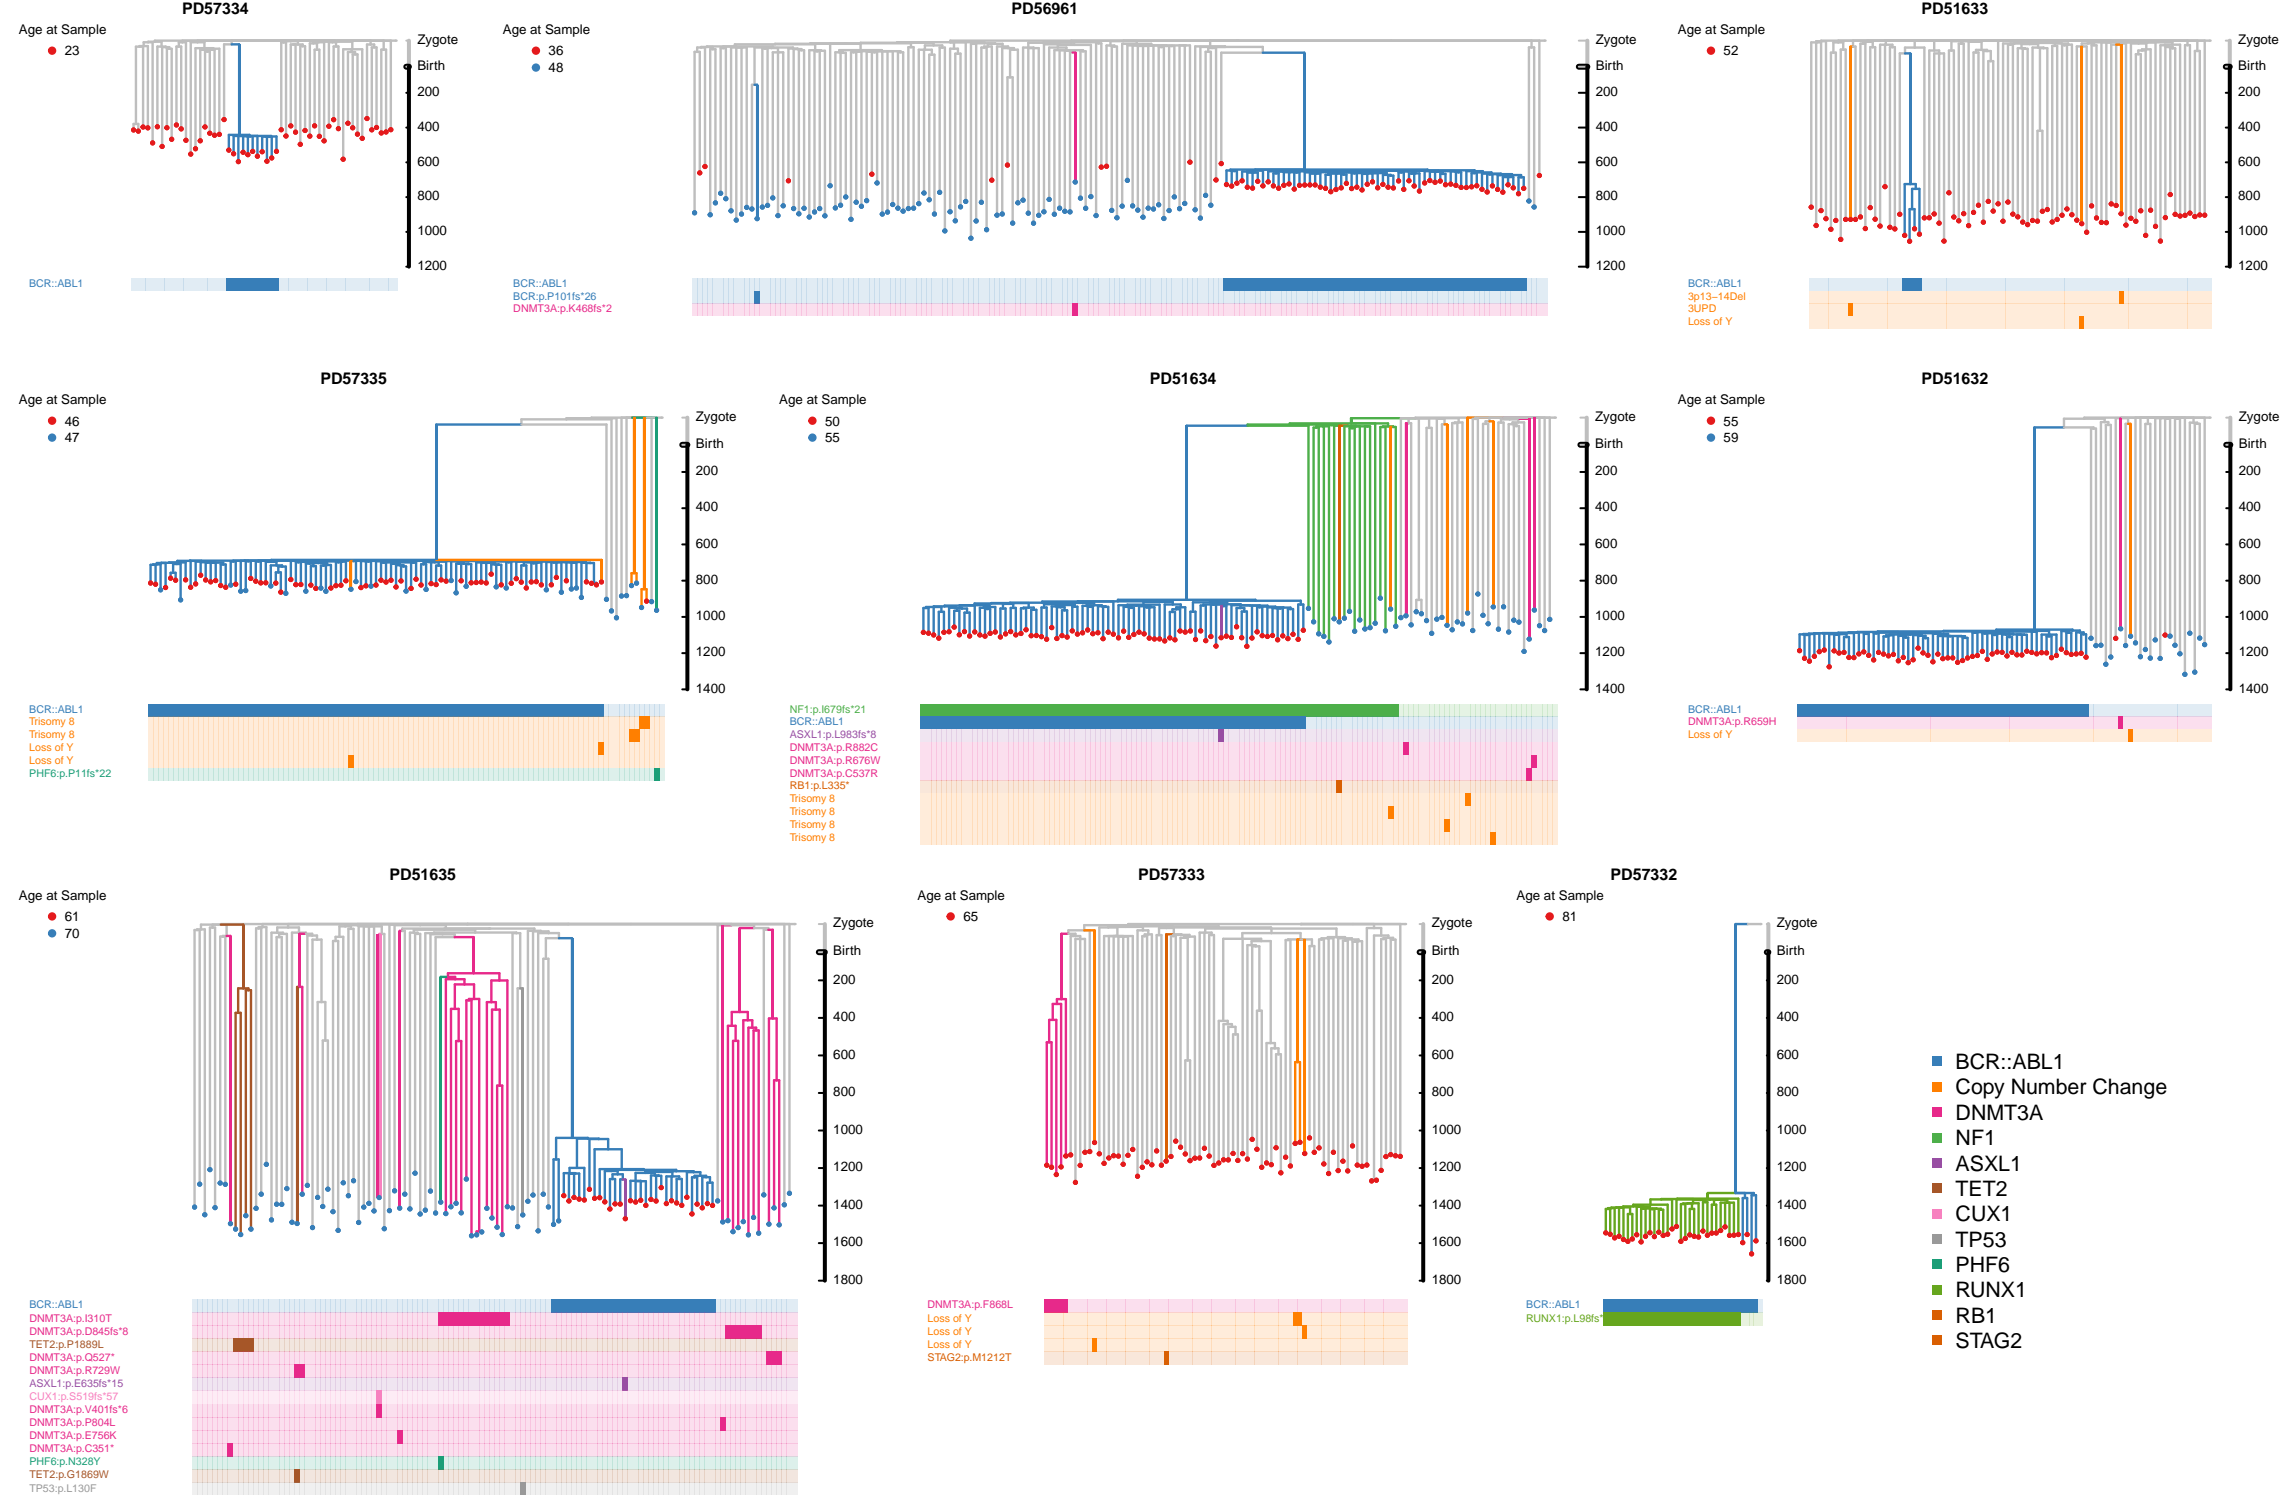 PD57334
Age at Sample
23
Zygote
Birth
200
400
600
800
1000
1200
BCR::ABL1
PD56961
Age at Sample
36
48
Zygote
Birth
200
400
600
800
1000
1200
BCR::ABL1
BCR:p.P101fs*26
DNMT3A:p.K468fs*2
PD51633
Age at Sample
52
Zygote
Birth
200
400
600
800
1000
1200
BCR::ABL1
3p13–14Del
3UPD
Loss of Y
PD57335
Age at Sample
46
47
Zygote
Birth
200
400
600
800
1000
1200
1400
BCR::ABL1
Trisomy 8
Trisomy 8
Loss of Y
Loss of Y
PHF6:p.P11fs*22
PD51634
Age at Sample
50
55
Zygote
Birth
200
400
600
800
1000
1200
1400
NF1:p.I679fs*21
BCR::ABL1
ASXL1:p.L983fs*8
DNMT3A:p.R882C
DNMT3A:p.R676W
DNMT3A:p.C537R
RB1:p.L335*
Trisomy 8
Trisomy 8
Trisomy 8
Trisomy 8
PD51632
Age at Sample
55
59
Zygote
Birth
200
400
600
800
1000
1200
1400
BCR::ABL1
DNMT3A:p.R659H
Loss of Y
PD51635
Age at Sample
61
70
Zygote
Birth
200
400
600
800
1000
1200
1400
1600
1800
BCR::ABL1
DNMT3A:p.I310T
DNMT3A:p.D845fs*8
TET2:p.P1889L
DNMT3A:p.Q527*
DNMT3A:p.R729W
ASXL1:p.E635fs*15
CUX1:p.S519fs*57
DNMT3A:p.V401fs*6
DNMT3A:p.P804L
DNMT3A:p.E756K
DNMT3A:p.C351*
PHF6:p.N328Y
TET2:p.G1869W
TP53:p.L130F
PD57333
Age at Sample
65
Zygote
Birth
200
400
600
800
1000
1200
1400
1600
1800
DNMT3A:p.F868L
Loss of Y
Loss of Y
Loss of Y
STAG2:p.M1212T
PD57332
Age at Sample
81
Zygote
Birth
200
400
600
800
1000
1200
1400
1600
1800
BCR::ABL1
RUNX1:p.L98fs*
BCR::ABL1
Copy Number Change
DNMT3A
NF1
ASXL1
TET2
CUX1
TP53
PHF6
RUNX1
RB1
STAG2